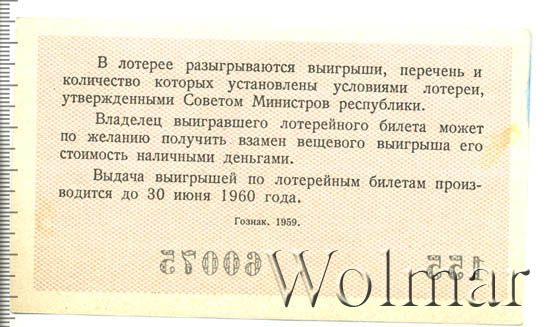 В лотерее разыгрываются выигрыши, перечень и
количество которых установлены условиями лотереи,
утвержденными Советом Министров республики.
Владелец выигравшего лотерейного билета может
по желанию получить взамен вещевого выигрыша его
стоимость наличными деньгами.
Выдача выигрышей по лотерейным билетам произ-
водится до 30 июня 1960 года.
Гознак. 1959.
155 60075
Wolmar